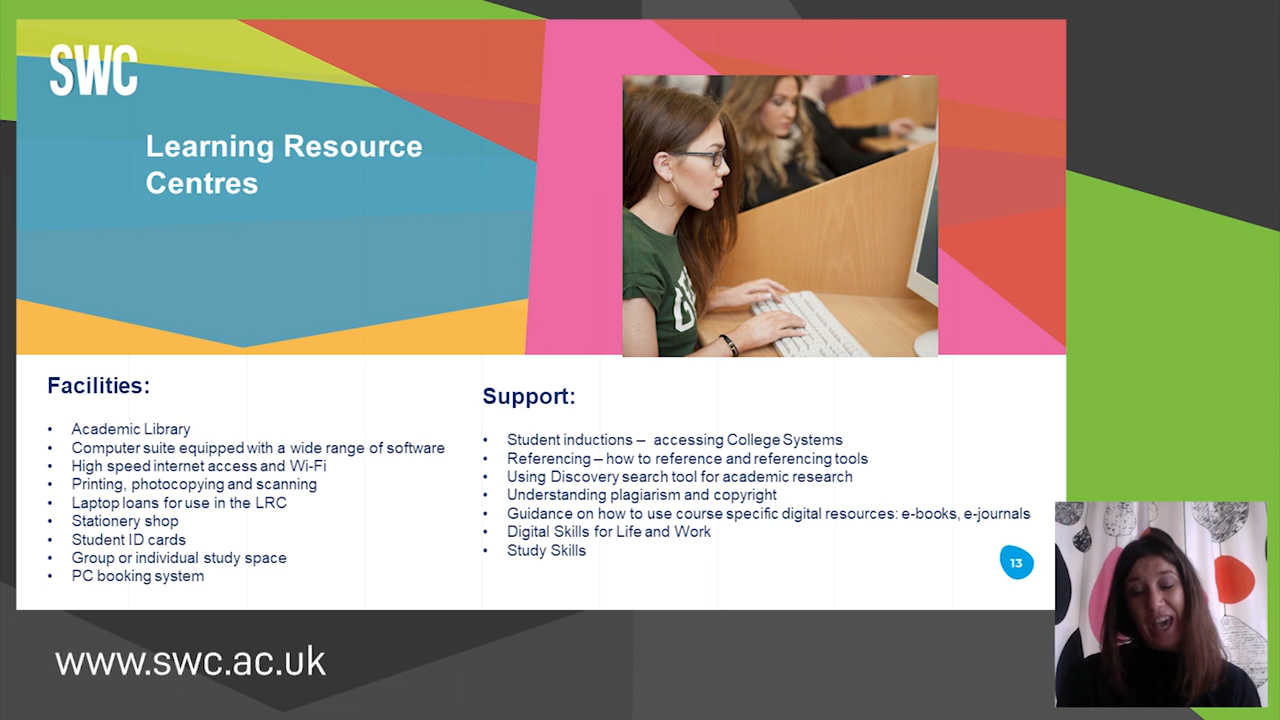 SWC
Learning Resource
Centres
Facilities:
• Academic Library
• Computer suite equipped with a wide range of software
• High speed internet access and Wi-Fi
• Printing, photocopying and scanning
• Laptop loans for use in the LRC
• Stationery shop
• Student ID cards
• Group or individual study space
• PC booking system
Support:
• Student inductions – accessing College Systems
• Referencing – how to reference and referencing tools
• Using Discovery search tool for academic research
• Understanding plagiarism and copyright
• Guidance on how to use course specific digital resources: e-books, e-journals
• Digital Skills for Life and Work
• Study Skills
13
www.swc.ac.uk